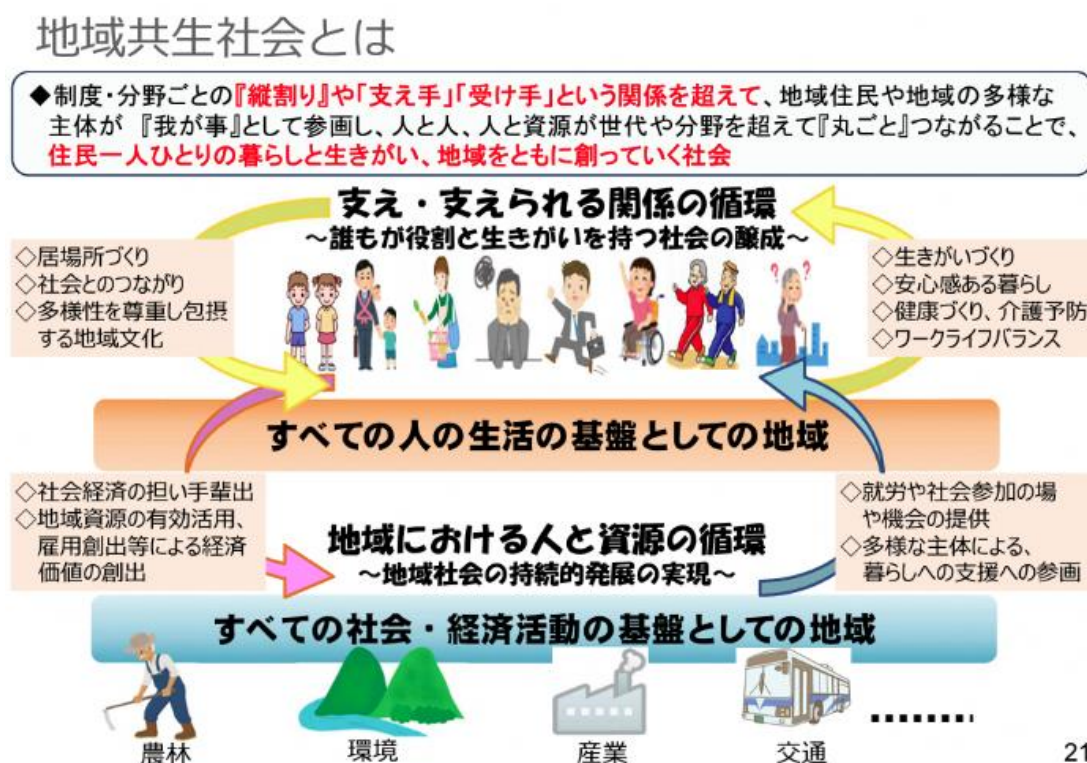 地域共生社会とは
◆制度・分野ごとの『縦割り』や「支え手」「受け手」という関係を超えて、地域住民や地域の多様な
主体が 『我が事』として参画し、人と人、人と資源が世代や分野を超えて『丸ごと』つながることで、
住民一人ひとりの暮らしと生きがい、地域をともに創っていく社会
支え・支えられる関係の循環
～誰もが役割と生きがいを持つ社会の醸成～
◇居場所づくり
◇社会とのつながり
◇多様性を尊重し包摂
する地域文化
◇生きがいづくり
◇安心感ある暮らし
◇健康づくり、介護予防
◇ワークライフバランス
? ?
すべての人の生活の基盤としての地域
◇社会経済の担い手輩出
◇地域資源の有効活用、
雇用創出等による経済
価値の創出
地域における人と資源の循環
～地域社会の持続的発展の実現～
◇就労や社会参加の場
や機会の提供
◇多様な主体による、
暮らしへの支援への参画
すべての社会・経済活動の基盤としての地域
農林
環境
産業
交通
21